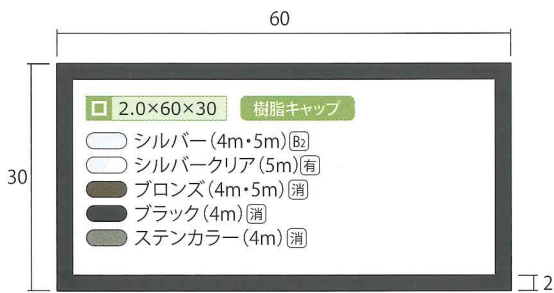 60
30
2.0×60×30 樹脂キャップ
シルバー(4m・5m) B2
シルバークリア(5m) 有
ブロンズ(4m・5m) 消
ブラック(4m) 消
ステンカラー(4m) 消
2